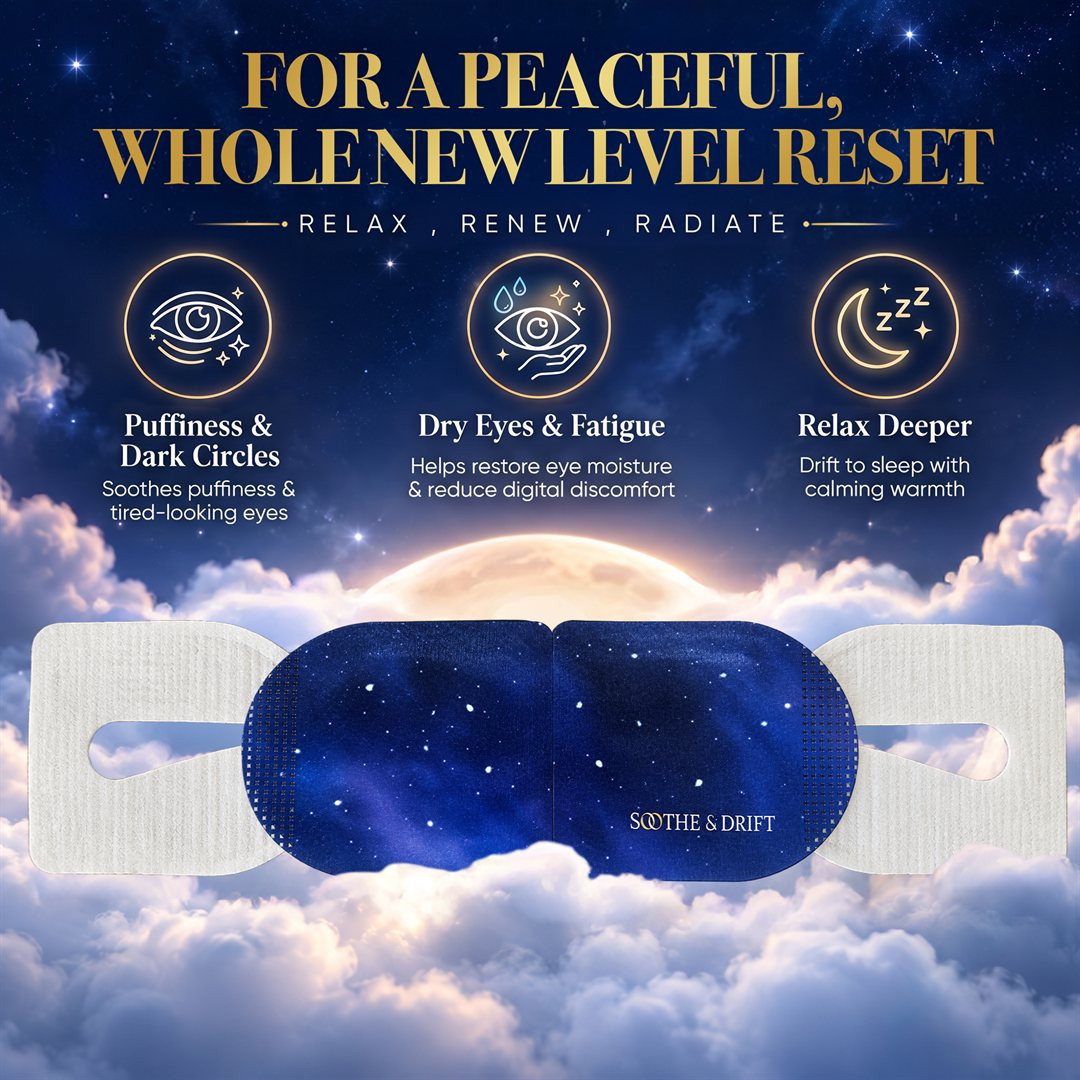 FOR A PEACEFUL,
WHOLE NEW LEVEL RESET
RELAX , RENEW , RADIATE
Puffiness &
Dark Circles
Soothes puffiness &
tired-looking eyes
Dry Eyes & Fatigue
Helps restore eye moisture
& reduce digital discomfort
zzz
Relax Deeper
Drift to sleep with
calming warmth
SOOTHE & DRIFT